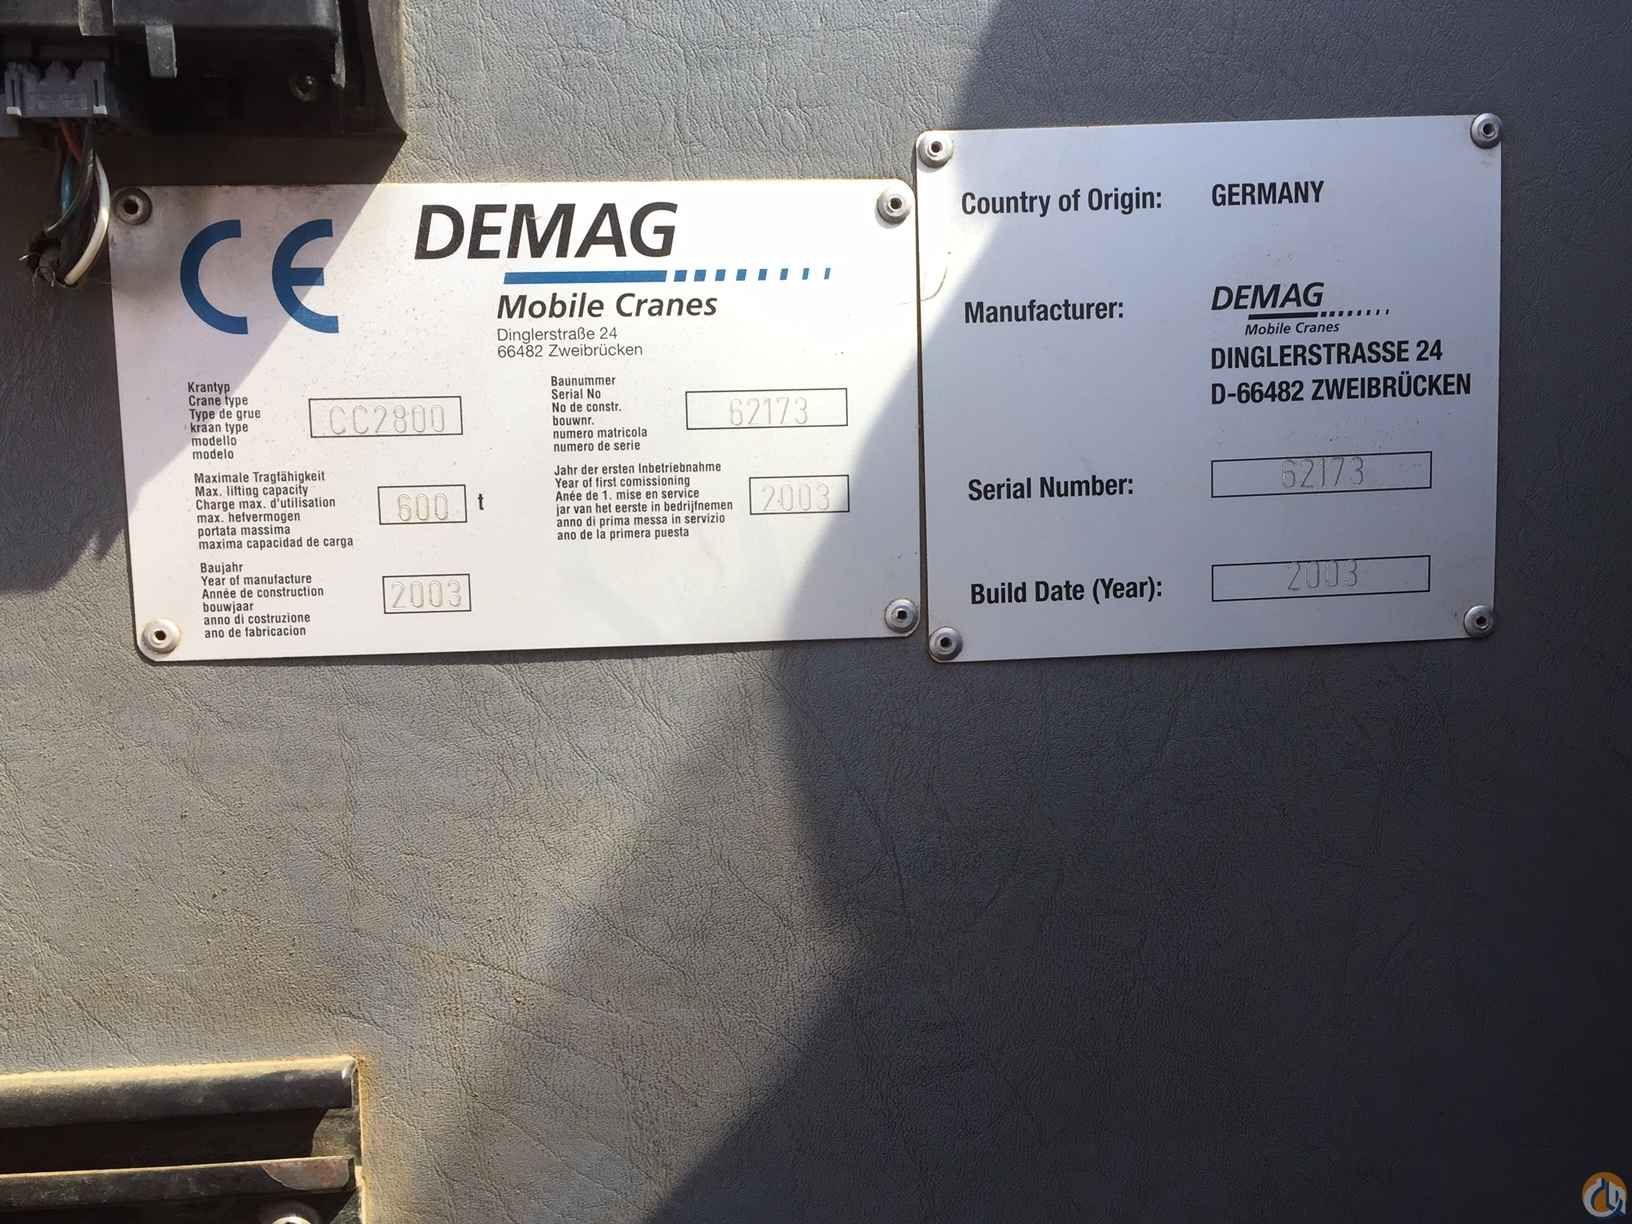 CE
DEMAG
Mobile Cranes
Dinglerstraße 24
66482 Zweibrücken
Krantyp
Crane type
Type de grue
kraan type
modello
modelo
CC2800
Baunummer
Serial No
No de constr.
bouwnr.
numero matricola
numero de serie
62173
Maximale Tragfähigkeit
Max. lifting capacity
Charge max. d'utilisation
max. hefvermogen
portata massima
maxima capacidad de carga
600 t
Jahr der ersten Inbetriebnahme
Year of first comissioning
Anée de 1. mise en service
jar van het eerste in bedrijfnemen
anno di prima messa in servizio
ano de la primera puesta
2003
Baujahr
Year of manufacture
Année de construction
bouwjaar
anno di costruzione
ano de fabricacion
2003
Country of Origin: GERMANY
Manufacturer: DEMAG
Mobile Cranes
DINGLERSTRASSE 24
D-66482 ZWEIBRÜCKEN
Serial Number: 62173
Build Date (Year): 2003